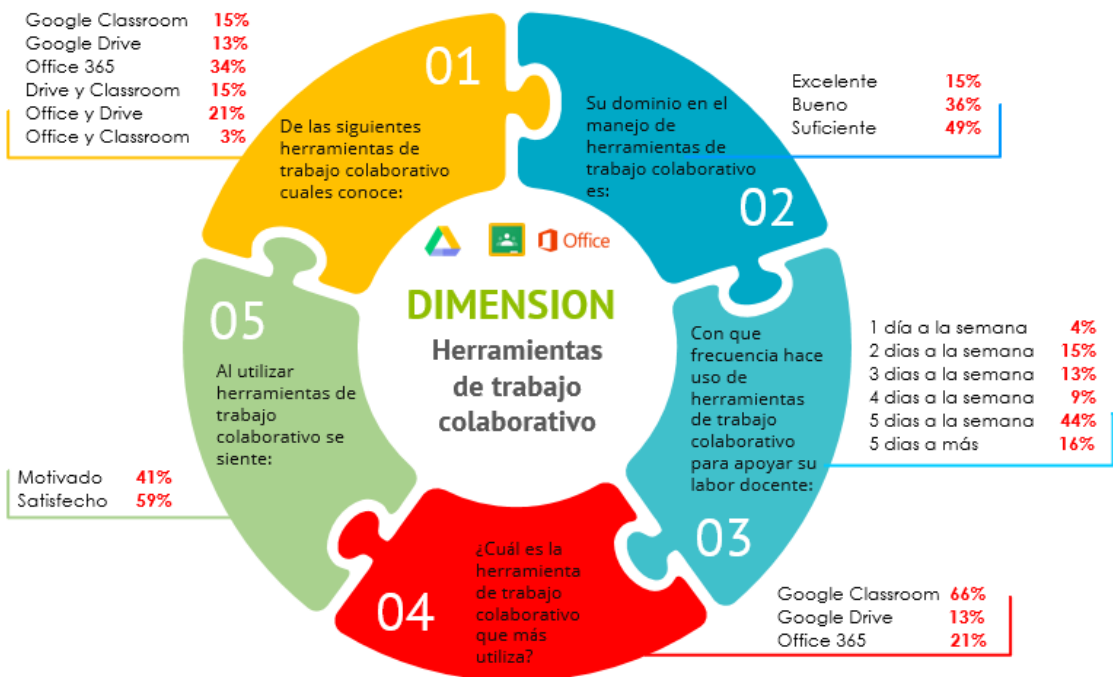 Google Classroom 15%
Google Drive 13%
Office 365 34%
Drive y Classroom 15%
Office y Drive 21%
Office y Classroom 3%
01
De las siguientes
herramientas de
trabajo colaborativo
cuales conoce:
Su dominio en el
manejo de
herramientas de
trabajo colaborativo
es:
02
Excelente 15%
Bueno 36%
Suficiente 49%
Office
DIMENSION
Herramientas
de trabajo
colaborativo
Con que
frecuencia hace
uso de
herramientas
de trabajo
colaborativo
para apoyar su
labor docente:
03
1 día a la semana 4%
2 dias a la semana 15%
3 dias a la semana 13%
4 dias a la semana 9%
5 dias a la semana 44%
5 dias a más 16%
05
Al utilizar
herramientas de
trabajo
colaborativo se
siente:
Motivado 41%
Satisfecho 59%
04
¿Cuál es la
herramienta
de trabajo
colaborativo
que más
utiliza?
Google Classroom 66%
Google Drive 13%
Office 365 21%